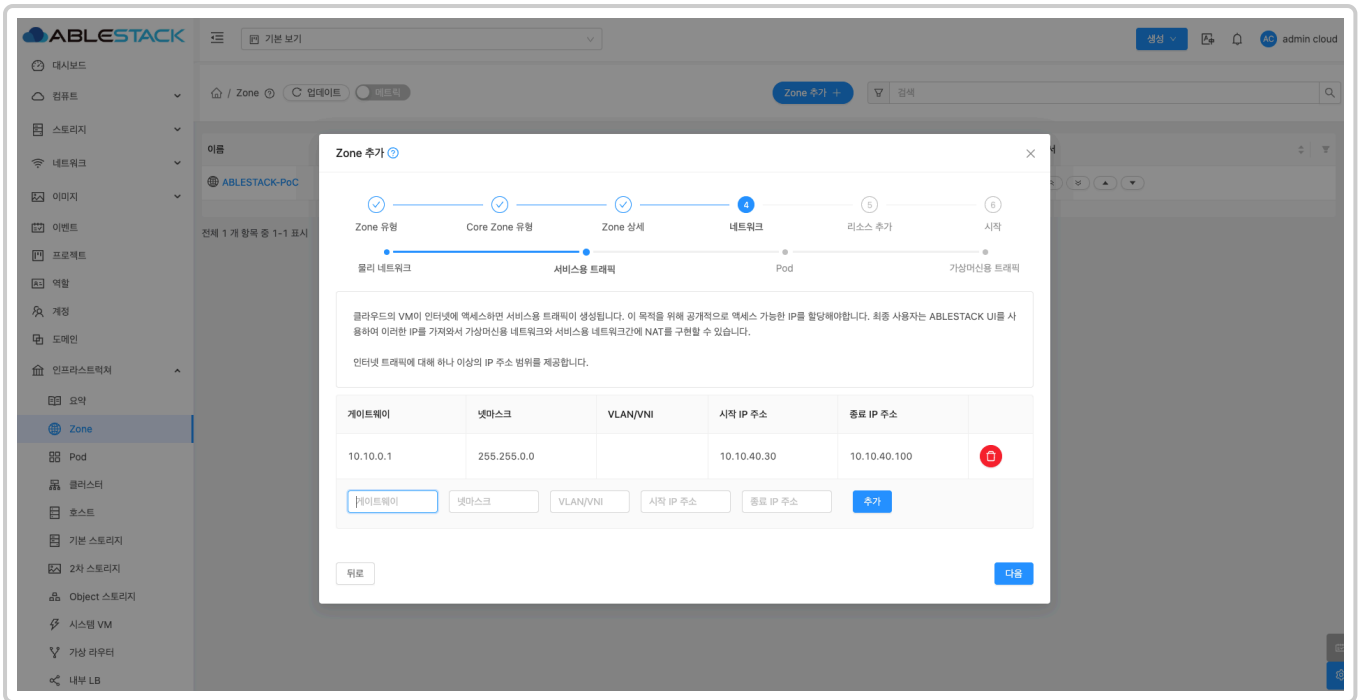 ABLESTACK
기본 보기
생성
AC admin cloud
대시보드
컴퓨트
스토리지
네트워크
이미지
이벤트
프로젝트
역할
계정
도메인
인프라스트럭쳐
요약
Zone
Pod
클러스터
호스트
기본 스토리지
2차 스토리지
Object 스토리지
시스템 VM
가상 라우터
내부 LB
/ Zone 업데이트 메트릭
Zone 추가 +
검색
이름
ABLESTACK-PoC
전체 1 개 항목 중 1-1 표시
Zone 추가
Zone 유형
Core Zone 유형
Zone 상세
4
네트워크
5
리소스 추가
6
시작
물리 네트워크
서비스용 트래픽
Pod
가상머신용 트래픽
클라우드의 VM이 인터넷에 액세스하면 서비스용 트래픽이 생성됩니다. 이 목적을 위해 공개적으로 액세스 가능한 IP를 할당해야합니다. 최종 사용자는 ABLESTACK UI를 사
용하여 이러한 IP를 가져와서 가상머신용 네트워크와 서비스용 네트워크간에 NAT를 구현할 수 있습니다.
인터넷 트래픽에 대해 하나 이상의 IP 주소 범위를 제공합니다.
게이트웨이 넷마스크 VLAN/VNI 시작 IP 주소 종료 IP 주소
10.10.0.1 255.255.0.0 10.10.40.30 10.10.40.100
게이트웨이 넷마스크 VLAN/VNI 시작 IP 주소 종료 IP 주소 추가
뒤로
다음